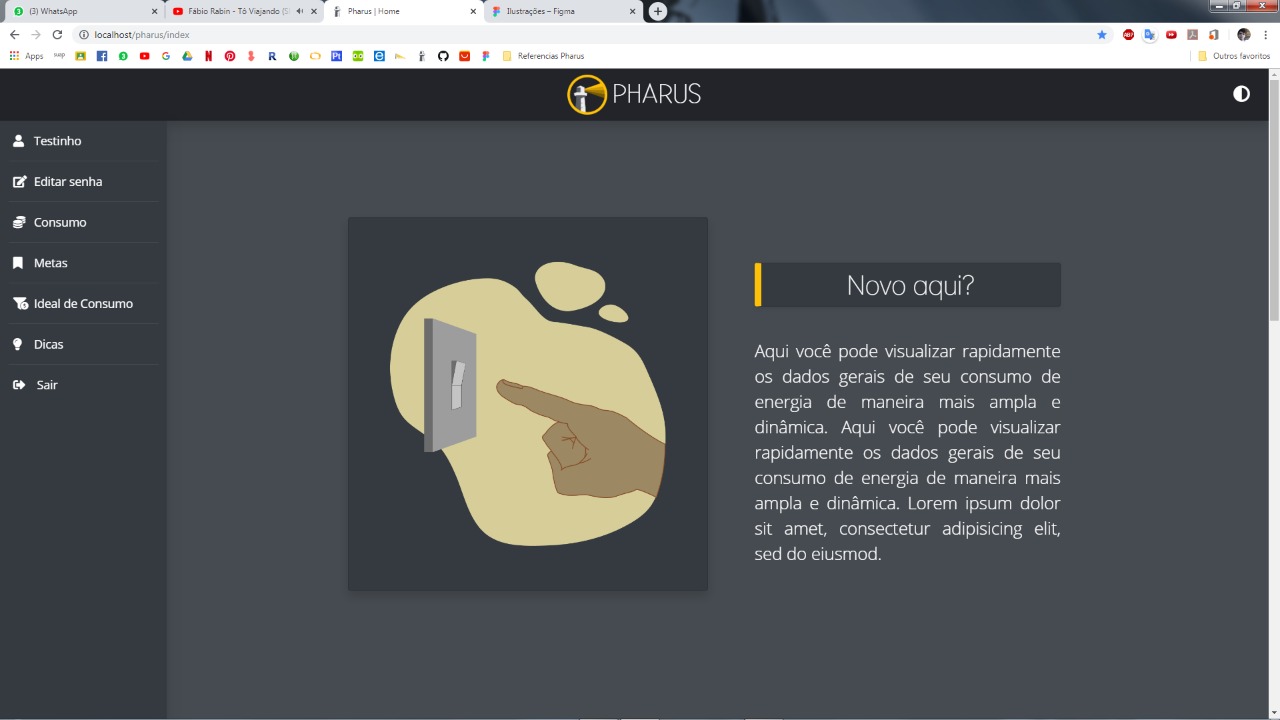 (3) WhatsApp
Fábio Rabin - Tô Viajando (S
Pharus | Home
Ilustrações – Figma
localhost/pharus/index
Apps
Referencias Pharus
Outros favoritos
PHARUS
Testinho
Editar senha
Consumo
Metas
Ideal de Consumo
Dicas
Sair
Novo aqui?
Aqui você pode visualizar rapidamente
os dados gerais de seu consumo de
energia de maneira mais ampla e
dinâmica. Aqui você pode visualizar
rapidamente os dados gerais de seu
consumo de energia de maneira mais
ampla e dinâmica. Lorem ipsum dolor
sit amet, consectetur adipisicing elit,
sed do eiusmod.